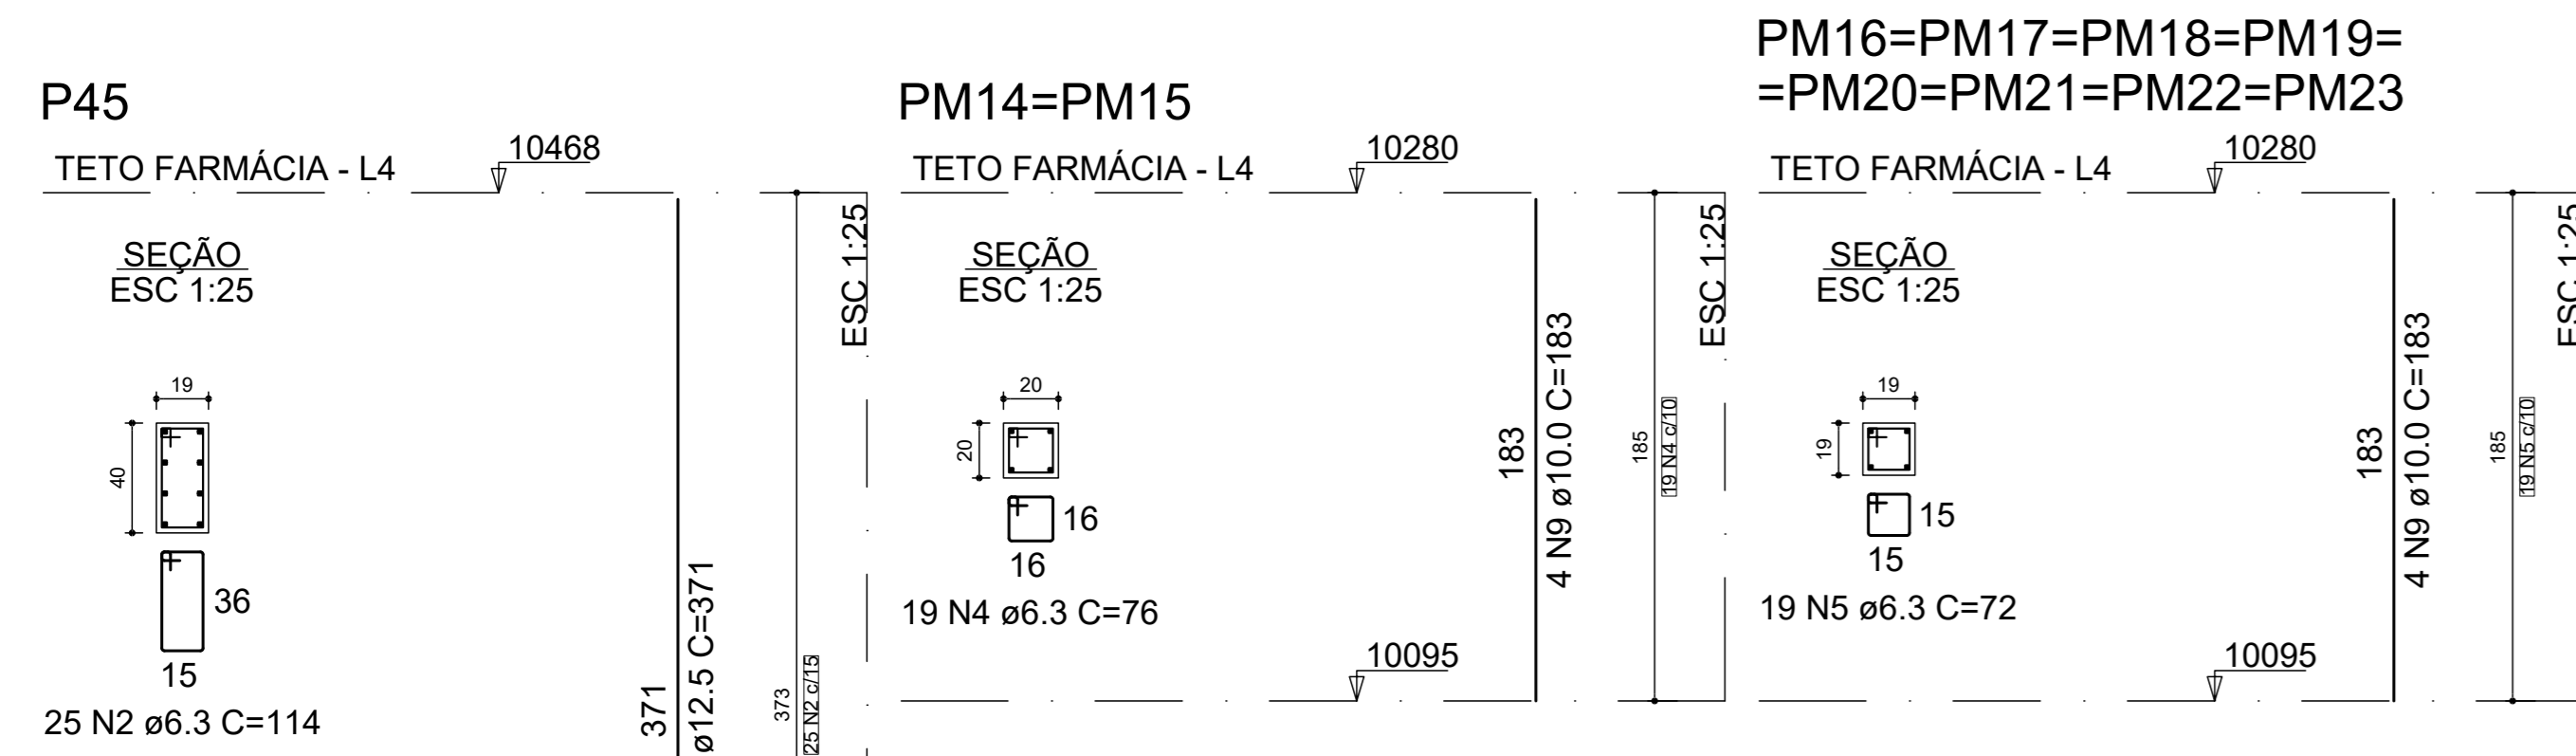 P45
TETO FARMÁCIA - L4
10468
SEÇÃO
ESC 1:25
19
40
36
15
25 N2 ø6.3 C=114
371
ø12.5 C=371
373
25 N2 c/15
ESC 1:25
PM14=PM15
TETO FARMÁCIA - L4
10280
SEÇÃO
ESC 1:25
20
20
16
16
19 N4 ø6.3 C=76
10095
183
4 N9 ø10.0 C=183
185
19 N4 c/10
ESC 1:25
PM16=PM17=PM18=PM19=
=PM20=PM21=PM22=PM23
TETO FARMÁCIA - L4
10280
SEÇÃO
ESC 1:25
19
19
15
15
19 N5 ø6.3 C=72
10095
183
4 N9 ø10.0 C=183
185
19 N5 c/10
ESC 1:25